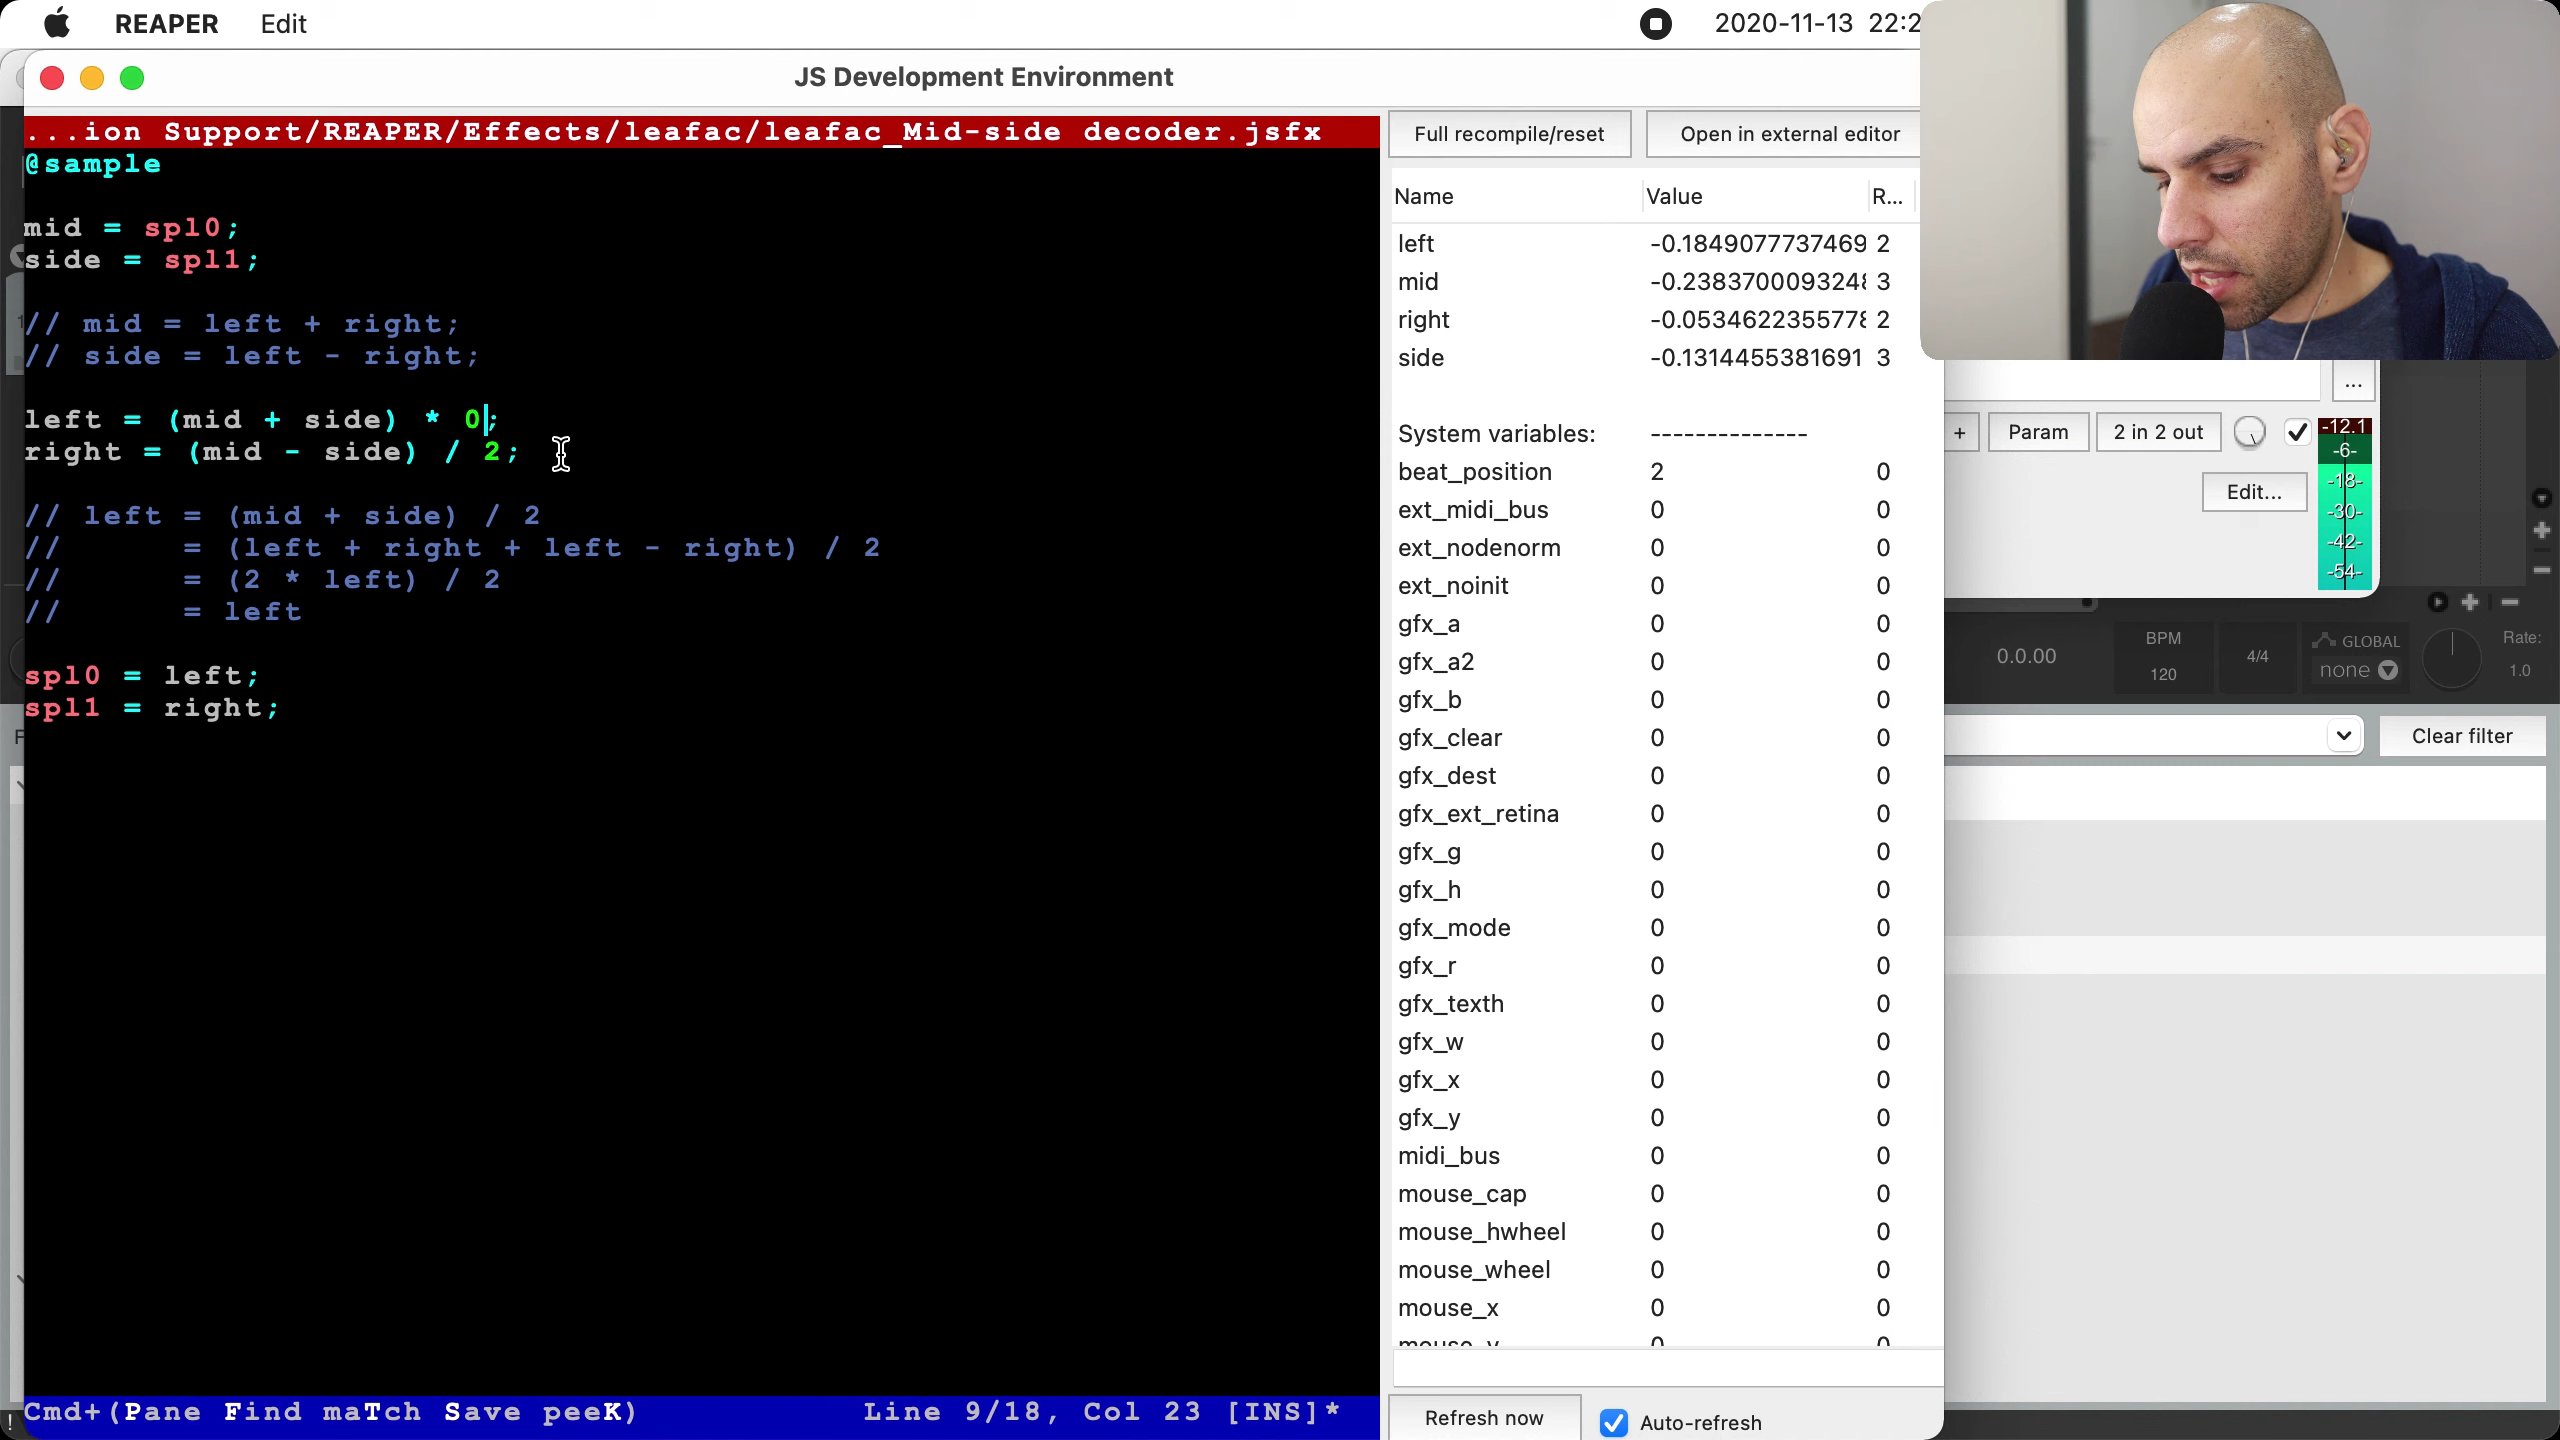 REAPER Edit
2020-11-13 22:2
JS Development Environment
...ion Support/REAPER/Effects/leafac/leafac_Mid-side decoder.jsfx
@sample
mid = spl0;
side = spl1;
// mid = left + right;
// side = left - right;
left = (mid + side) * 0;
right = (mid - side) / 2;
// left = (mid + side) / 2
// = (left + right + left - right) / 2
// = (2 * left) / 2
// = left
spl0 = left;
spl1 = right;
Cmd+(Pane Find maTch Save peeK) Line 9/18, Col 23 [INS]*
Full recompile/reset Open in external editor
Name Value R...
left -0.1849077737469 2
mid -0.238370009324 3
right -0.053462235577 2
side -0.1314455381691 3
System variables: --------------
beat_position 2 0
ext_midi_bus 0 0
ext_nodenorm 0 0
ext_noinit 0 0
gfx_a 0 0
gfx_a2 0 0
gfx_b 0 0
gfx_clear 0 0
gfx_dest 0 0
gfx_ext_retina 0 0
gfx_g 0 0
gfx_h 0 0
gfx_mode 0 0
gfx_r 0 0
gfx_texth 0 0
gfx_w 0 0
gfx_x 0 0
gfx_y 0 0
midi_bus 0 0
mouse_cap 0 0
mouse_hwheel 0 0
mouse_wheel 0 0
mouse_x 0 0
Refresh now Auto-refresh
...
+ Param 2 in 2 out
Edit...
-12.1
-6-
-18-
-30-
-42-
-54-
0.0.00
BPM
120
4/4
GLOBAL
none
Rate:
1.0
Clear filter